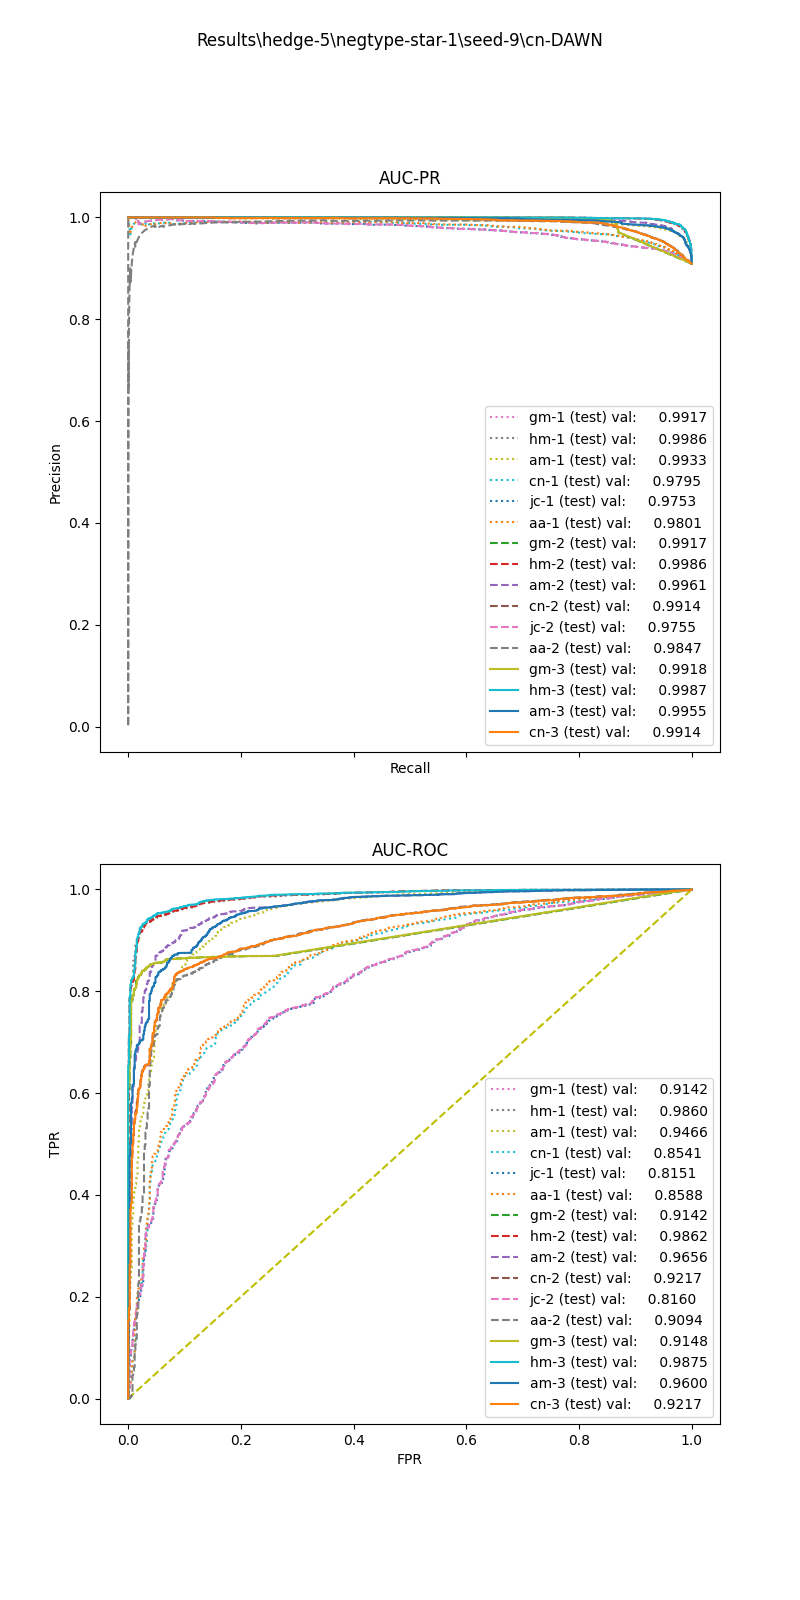 Results\hedge-5\negtype-star-1\seed-9\cn-DAWN
AUC-PR
1.0
0.8
0.6
0.4
0.2
0.0
Precision
Recall
gm-1 (test) val: 0.9917
hm-1 (test) val: 0.9986
am-1 (test) val: 0.9933
cn-1 (test) val: 0.9795
jc-1 (test) val: 0.9753
aa-1 (test) val: 0.9801
gm-2 (test) val: 0.9917
hm-2 (test) val: 0.9986
am-2 (test) val: 0.9961
cn-2 (test) val: 0.9914
jc-2 (test) val: 0.9755
aa-2 (test) val: 0.9847
gm-3 (test) val: 0.9918
hm-3 (test) val: 0.9987
am-3 (test) val: 0.9955
cn-3 (test) val: 0.9914
AUC-ROC
1.0
0.8
0.6
0.4
0.2
0.0
TPR
gm-1 (test) val: 0.9142
hm-1 (test) val: 0.9860
am-1 (test) val: 0.9466
cn-1 (test) val: 0.8541
jc-1 (test) val: 0.8151
aa-1 (test) val: 0.8588
gm-2 (test) val: 0.9142
hm-2 (test) val: 0.9862
am-2 (test) val: 0.9656
cn-2 (test) val: 0.9217
jc-2 (test) val: 0.8160
aa-2 (test) val: 0.9094
gm-3 (test) val: 0.9148
hm-3 (test) val: 0.9875
am-3 (test) val: 0.9600
cn-3 (test) val: 0.9217
0.0 0.2 0.4 0.6 0.8 1.0
FPR